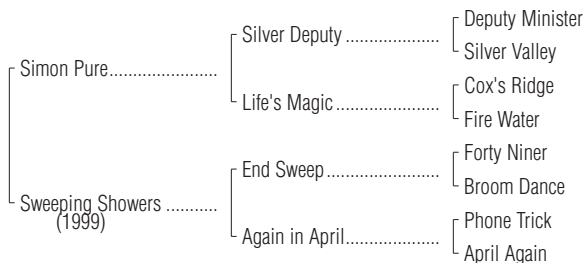 Deputy Minister
Silver Deputy ..................
Silver Valley
Simon Pure.....................
Cox's Ridge
Life's Magic ....................
Fire Water
Forty Niner
End Sweep .....................
Broom Dance
Sweeping Showers ..........
(1999)
Phone Trick
Again in April..................
April Again